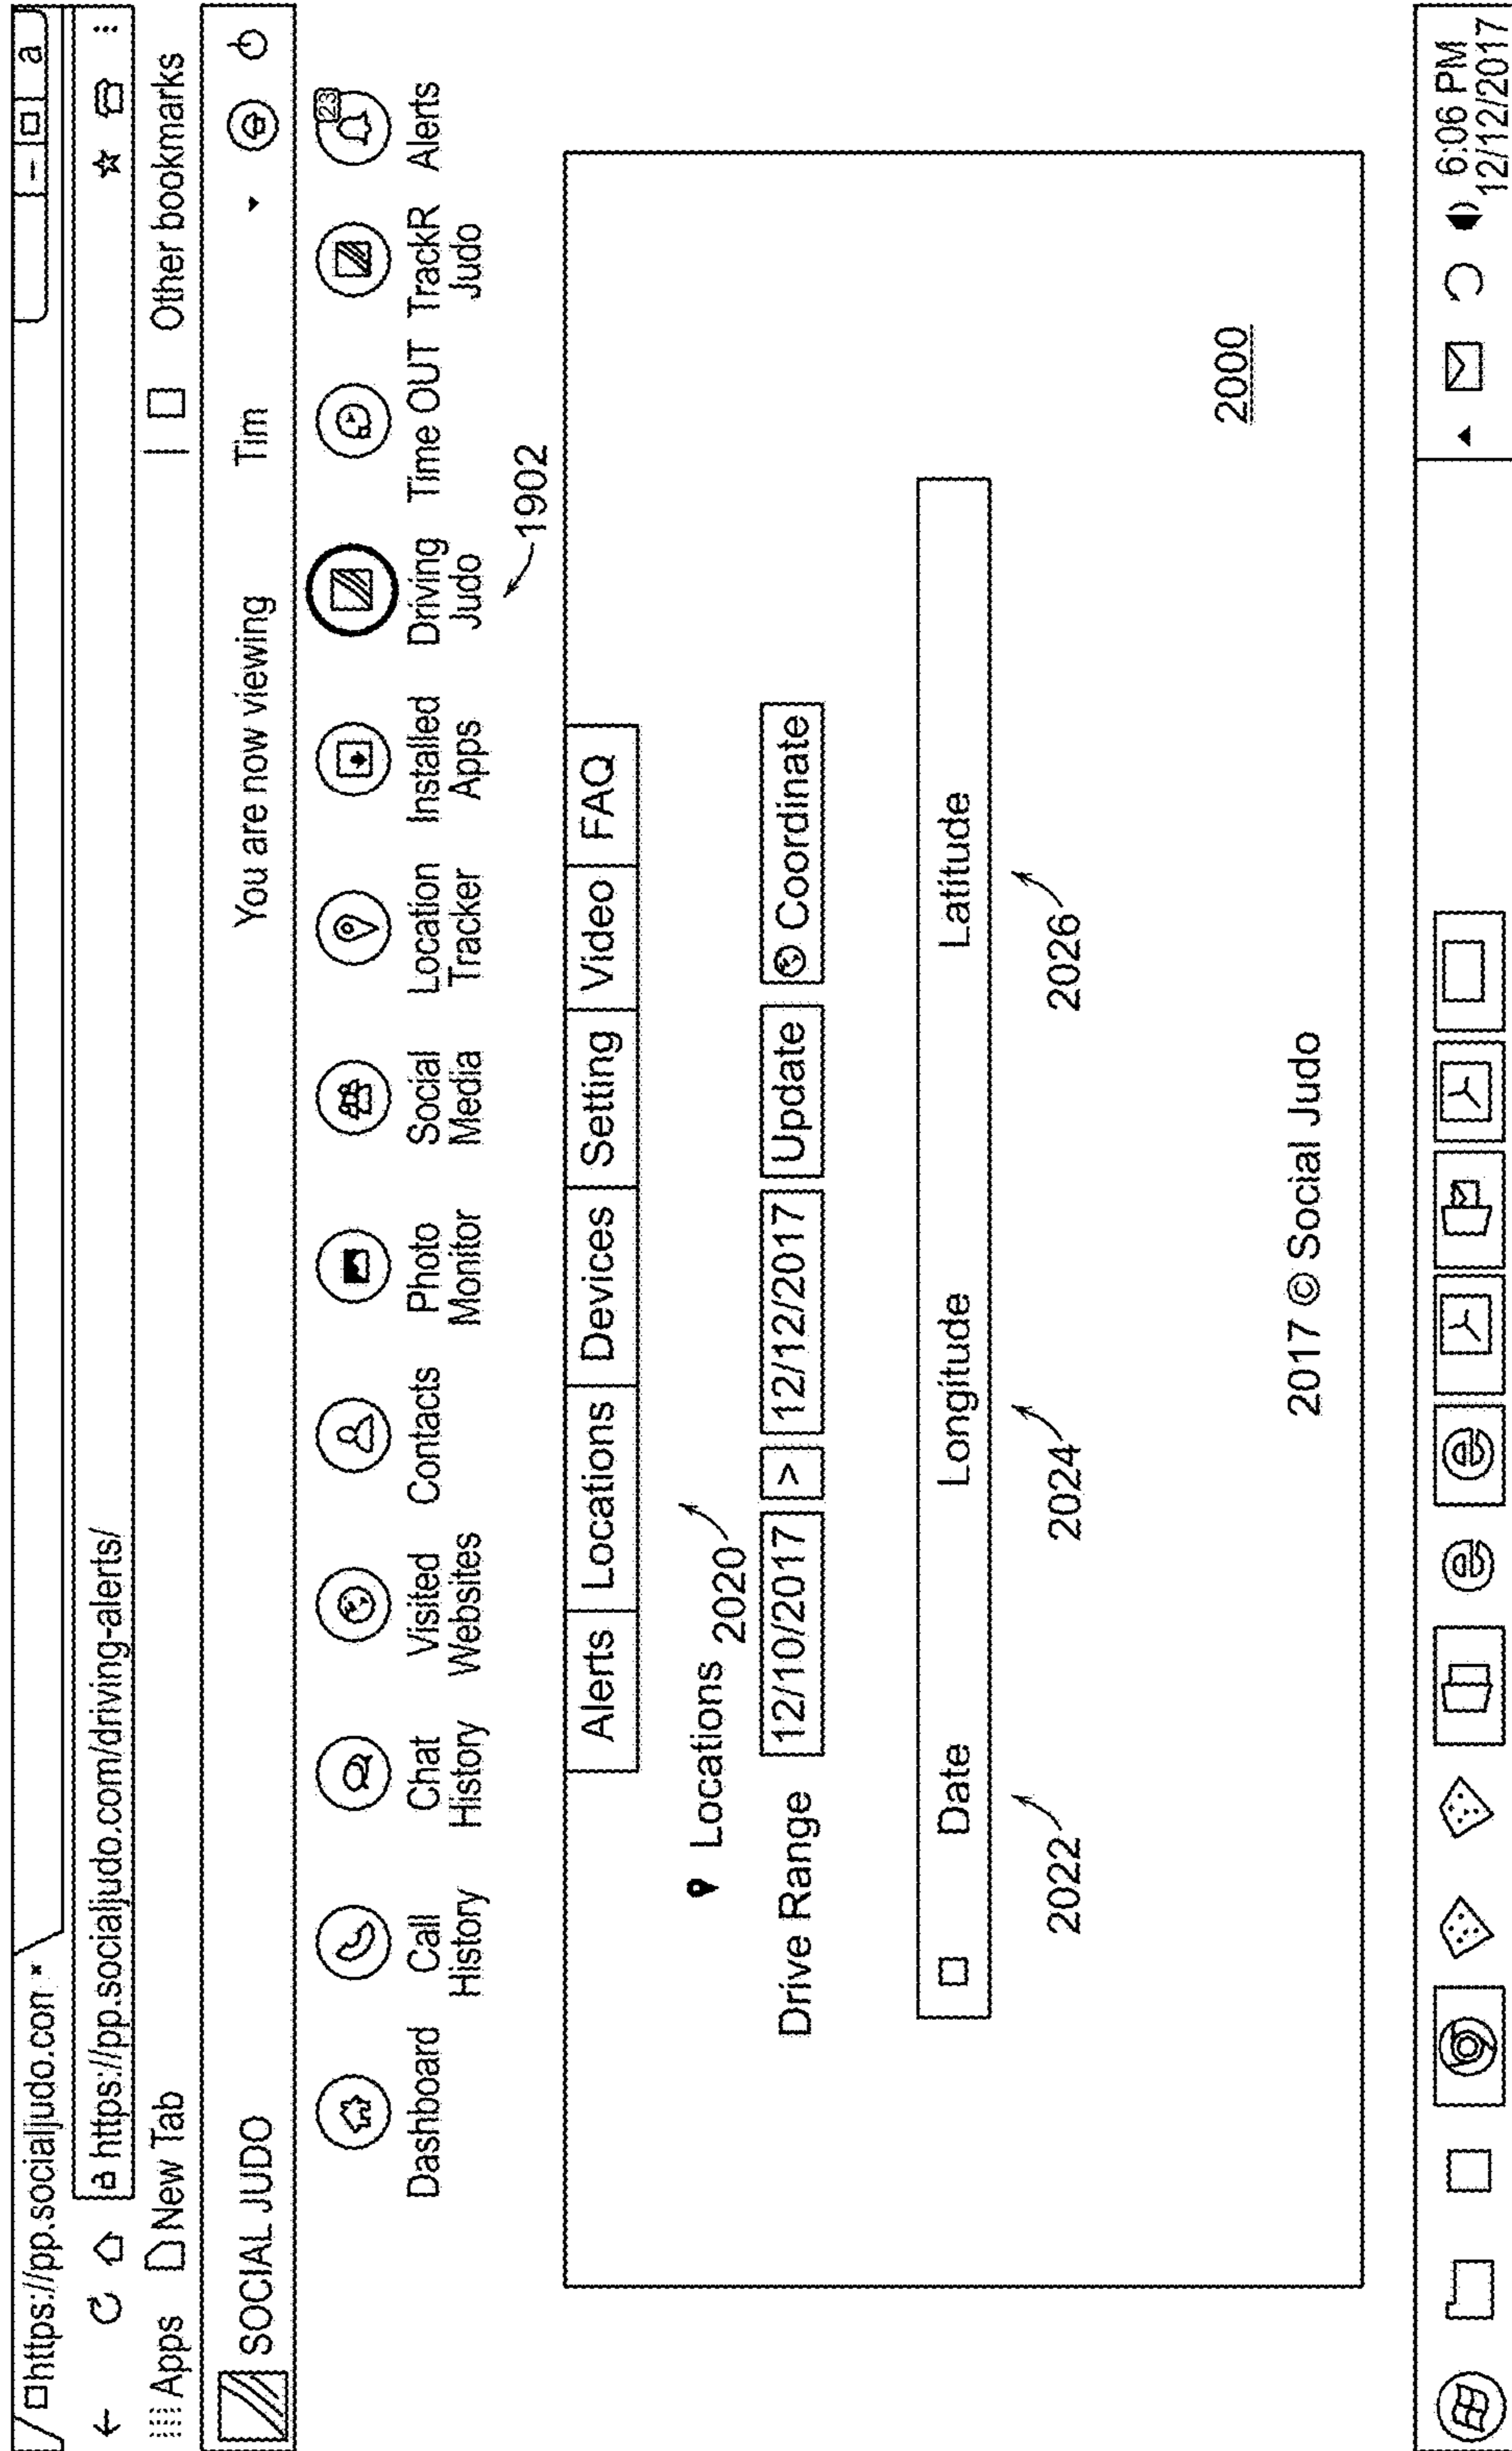 https://pp.socialjudo.con × a
https://pp.socialjudo.com/driving-alerts/
Apps New Tab Other bookmarks
SOCIAL JUDO You are now viewing Tim
23
Dashboard Call History Chat History Visited Websites Contacts Photo Monitor Social Media Location Tracker Installed Apps Driving Judo Time OUT TrackR Judo Alerts
1902
Alerts Locations Devices Setting Video FAQ
Locations 2020
Drive Range 12/10/2017 > 12/12/2017 Update Coordinate
Date Longitude Latitude
2022 2024 2026
2000
2017 © Social Judo
6:06 PM
12/12/2017